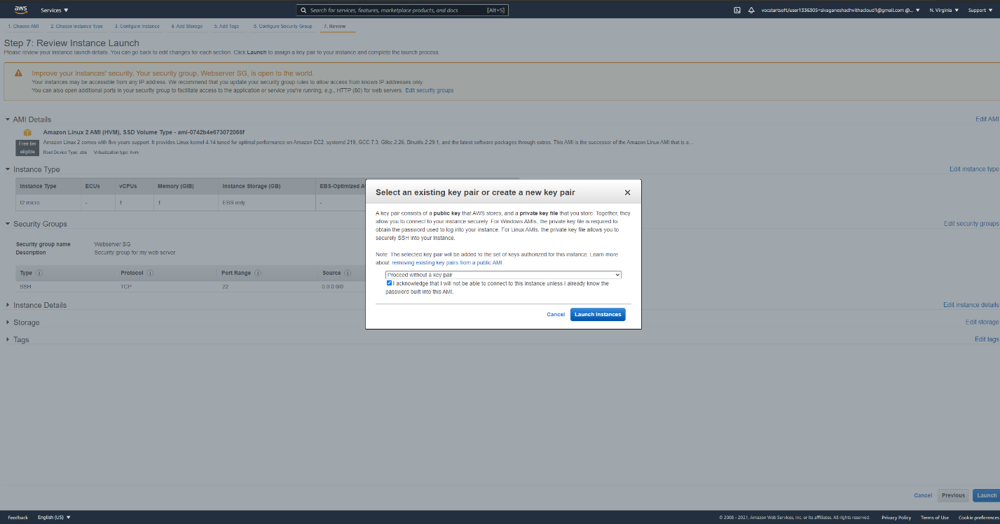 aws
Services
Search for services, features, marketplace products, and docs [Alt+S]
vocstartsoft/user1336305=sivaganeshadhvithacloud1@gmail.com @...
N. Virginia
Support
1. Choose AMI
2. Choose Instance Type
3. Configure Instance
4. Add Storage
5. Add Tags
6. Configure Security Group
7. Review
Step 7: Review Instance Launch
Please review your instance launch details. You can go back to edit changes for each section. Click Launch to assign a key pair to your instance and complete the launch process.
Improve your instances' security. Your security group, Webserver SG, is open to the world.
Your instances may be accessible from any IP address. We recommend that you update your security group rules to allow access from known IP addresses only.
You can also open additional ports in your security group to facilitate access to the application or service you're running, e.g., HTTP (80) for web servers. Edit security groups
AMI Details
Edit AMI
Amazon Linux 2 AMI (HVM), SSD Volume Type - ami-0742b4e673072066f
Free tier eligible
Amazon Linux 2 comes with five years support. It provides Linux kernel 4.14 tuned for optimal performance on Amazon EC2, systemd 219, GCC 7.3, Glibc 2.26, Binutils 2.29.1, and the latest software packages through extras. This AMI is the successor of the Amazon Linux AMI that is a...
Root Device Type: ebs Virtualization type: hvm
Instance Type
Edit instance type
Instance Type ECUs vCPUs Memory (GiB) Instance Storage (GB) EBS-Optimized A
t2.micro - 1 1 EBS only -
Security Groups
Edit security groups
Security group name Webserver SG
Description Security group for my web server
Type Protocol Port Range Source
SSH TCP 22 0.0.0.0/0
Instance Details
Edit instance details
Storage
Edit storage
Tags
Edit tags
Select an existing key pair or create a new key pair
A key pair consists of a public key that AWS stores, and a private key file that you store. Together, they
allow you to connect to your instance securely. For Windows AMIs, the private key file is required to
obtain the password used to log into your instance. For Linux AMIs, the private key file allows you to
securely SSH into your instance.
Note: The selected key pair will be added to the set of keys authorized for this instance. Learn more
about removing existing key pairs from a public AMI.
Proceed without a key pair
I acknowledge that I will not be able to connect to this instance unless I already know the
password built into this AMI.
Cancel
Launch Instances
Cancel
Previous
Launch
Feedback
English (US)
© 2008 - 2021, Amazon Web Services, Inc. or its affiliates. All rights reserved.
Privacy Policy
Terms of Use
Cookie preferences